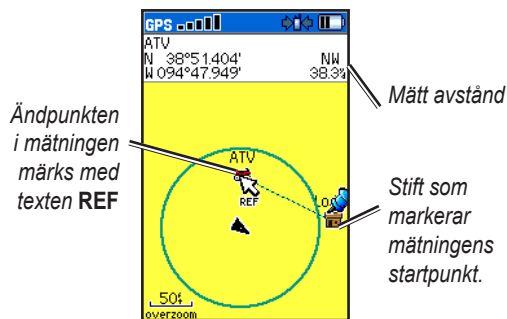 GPS
ATV
N 38°51.404' NW
W 094°47.949' 38.3ft
Mätt avstånd
Ändpunkten
i mätningen
märks med
texten REF
ATV
REF
Stift som
markerar
mätningens
startpunkt.
50ft
overzoom